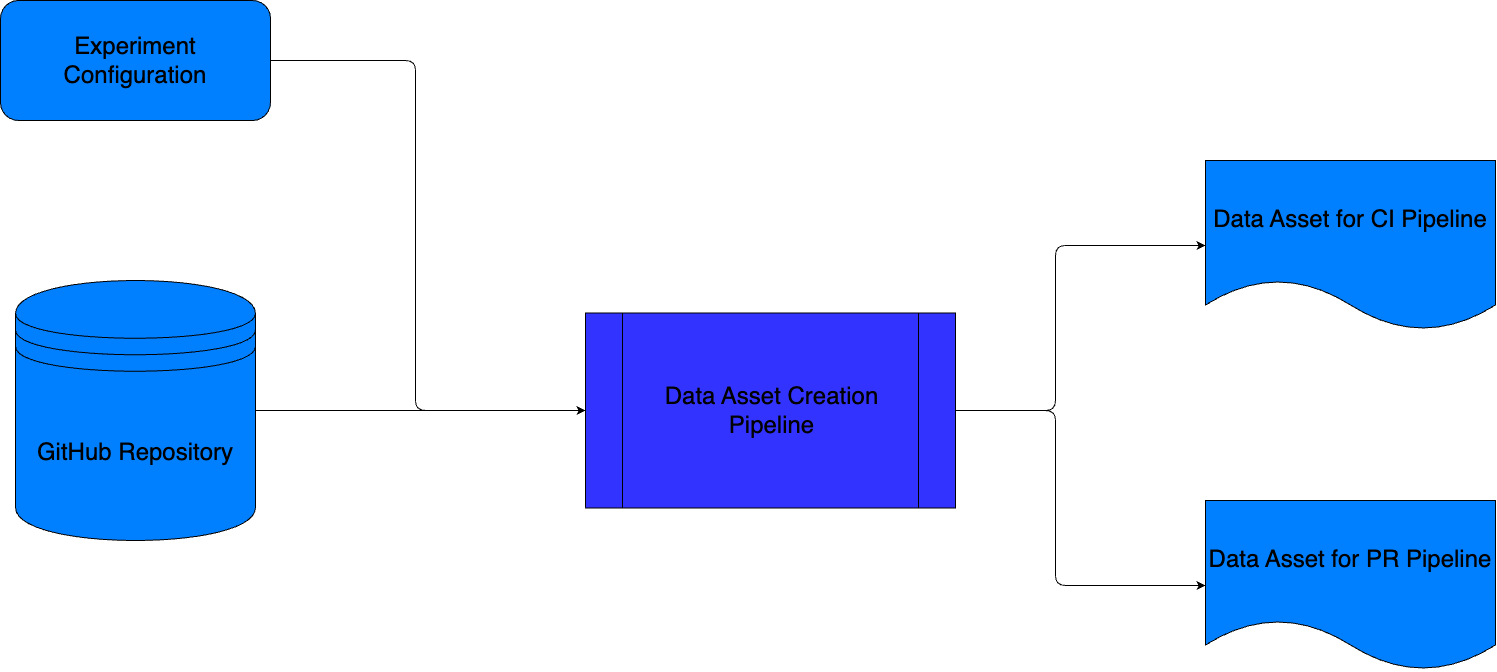 Experiment
Configuration
GitHub Repository
Data Asset Creation
Pipeline
Data Asset for CI Pipeline
Data Asset for PR Pipeline